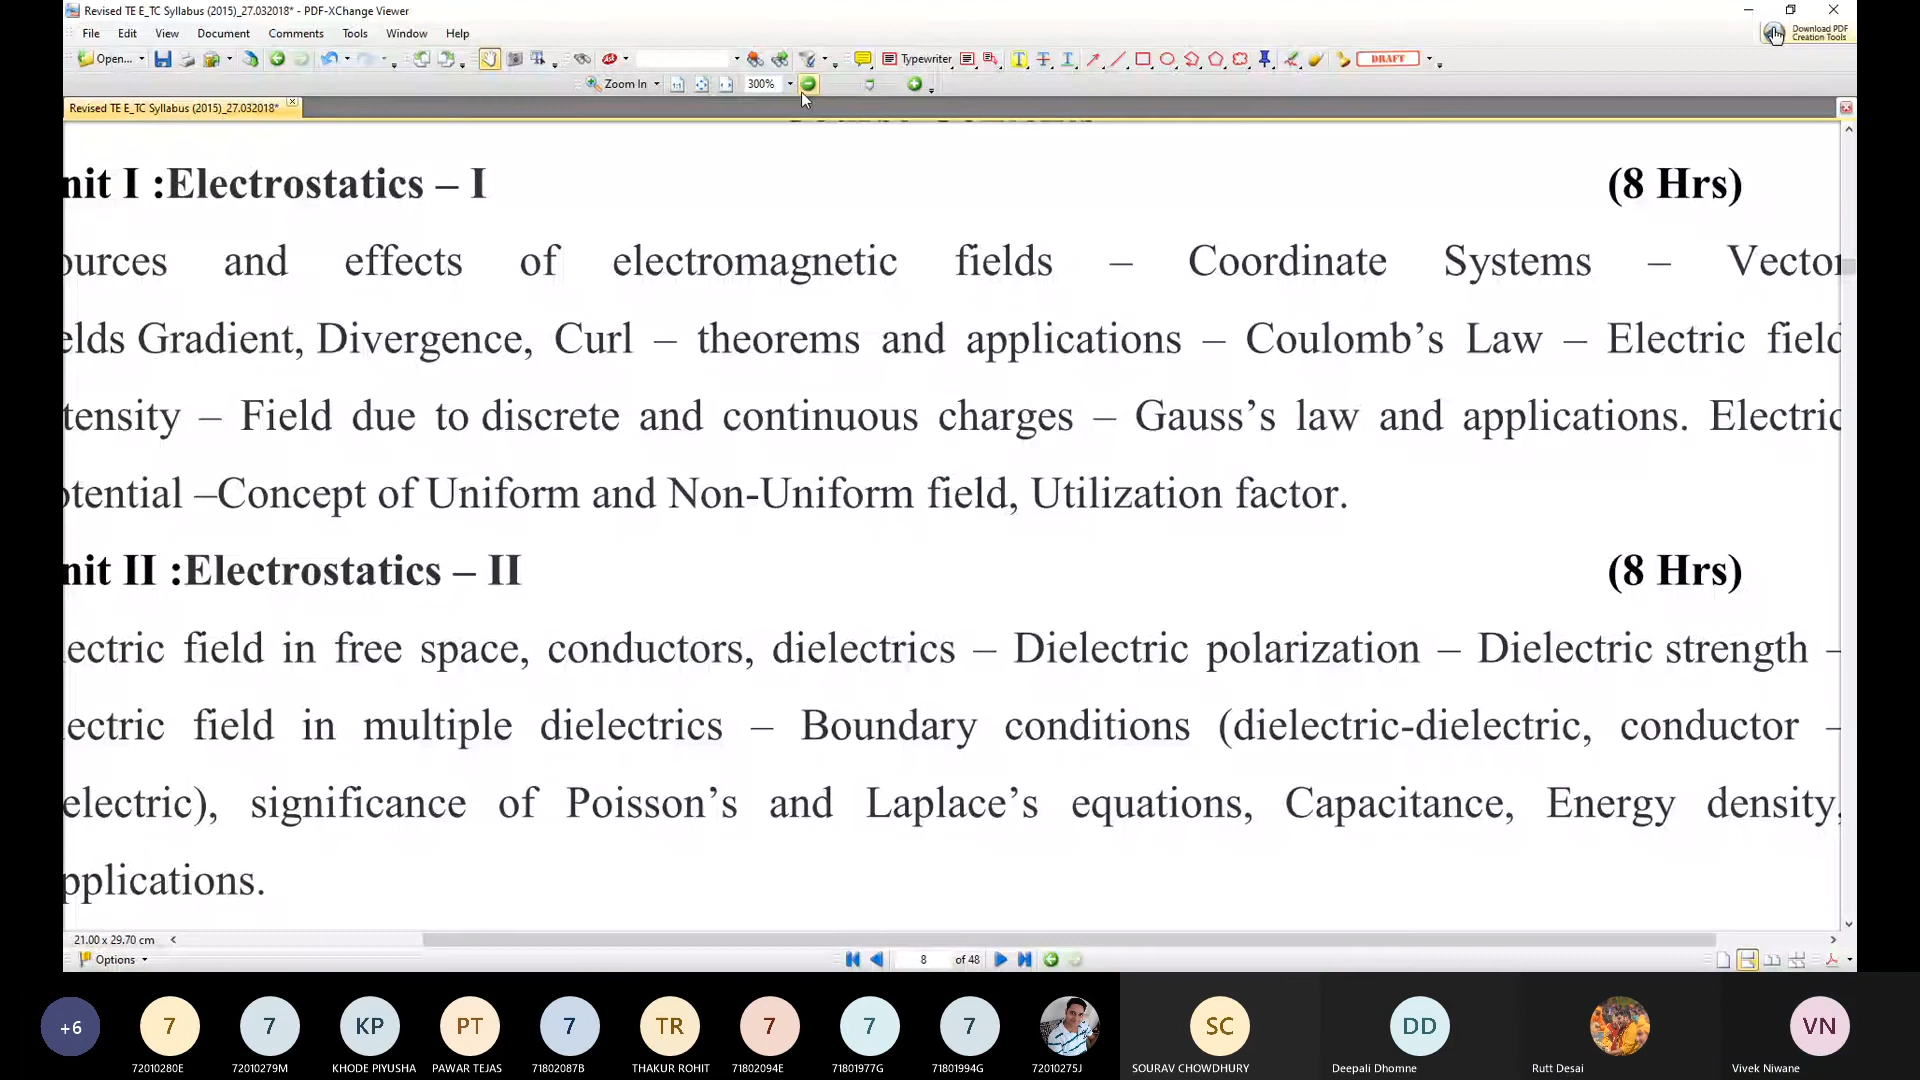 Revised TE E_TC Syllabus (2015)_27.032018* - PDF-XChange Viewer
File Edit View Document Comments Tools Window Help
Download PDF
Creation Tools
Open... Typewriter DRAFT
Zoom In 300%
Revised TE E_TC Syllabus (2015)_27.032018*
nit I :Electrostatics – I (8 Hrs)
ources and effects of electromagnetic fields – Coordinate Systems – Vector
elds Gradient, Divergence, Curl – theorems and applications – Coulomb’s Law – Electric field
tensity – Field due to discrete and continuous charges – Gauss’s law and applications. Electric
otential –Concept of Uniform and Non-Uniform field, Utilization factor.
nit II :Electrostatics – II (8 Hrs)
lectric field in free space, conductors, dielectrics – Dielectric polarization – Dielectric strength –
lectric field in multiple dielectrics – Boundary conditions (dielectric-dielectric, conductor –
electric), significance of Poisson’s and Laplace’s equations, Capacitance, Energy density,
pplications.
21.00 x 29.70 cm
Options 8 of 48
+6 7 7 KP PT 7 TR 7 7 7 SC DD VN
72010280E 72010279M KHODE PIYUSHA PAWAR TEJAS 71802087B THAKUR ROHIT 71802094E 71801977G 71801994G 72010275J SOURAV CHOWDHURY Deepali Dhomne Rutt Desai Vivek Niwane